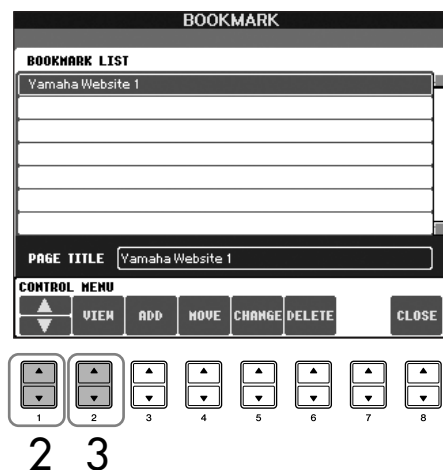 BOOKMARK
BOOKMARK LIST
Yamaha Website 1
PAGE TITLE Yamaha Website 1
CONTROL MENU
VIEW ADD MOVE CHANGE DELETE CLOSE
1 2 3 4 5 6 7 8
2 3